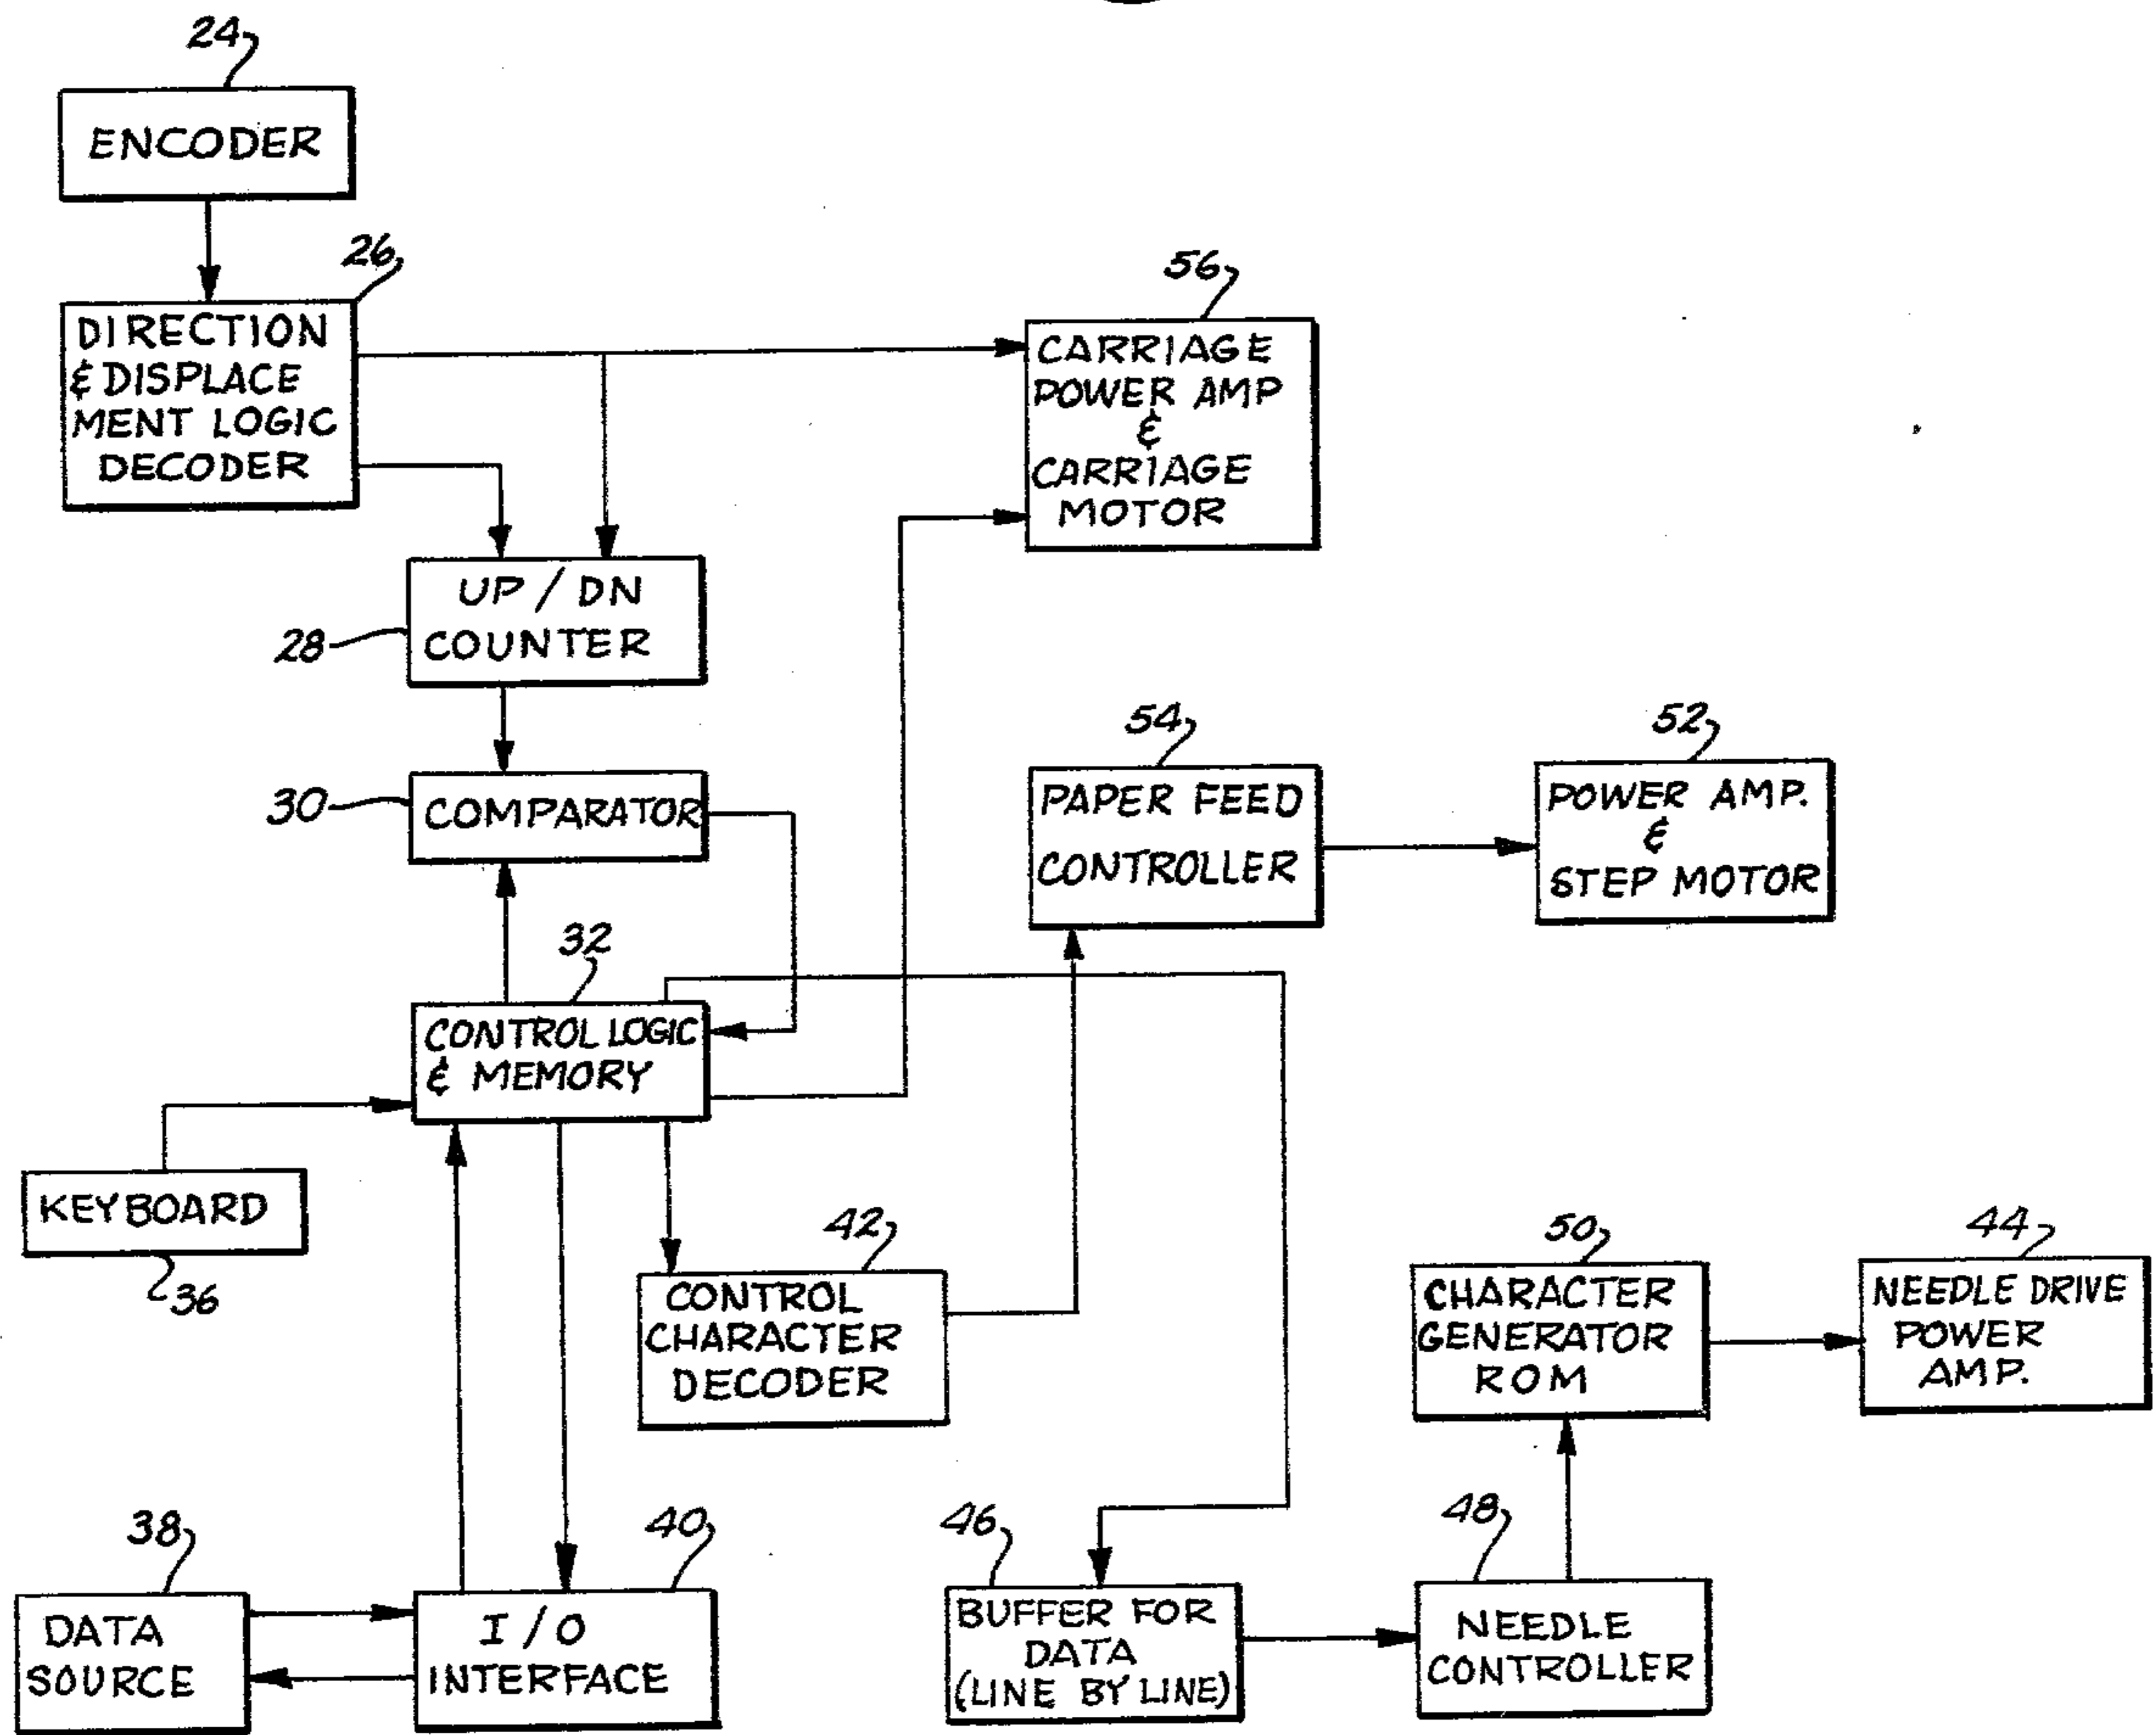 24
ENCODER
26
DIRECTION
& DISPLACE
MENT LOGIC
DECODER
56
CARRIAGE
POWER AMP
&
CARRIAGE
MOTOR
UP / DN
COUNTER
28
54
52
30
COMPARATOR
PAPER FEED
CONTROLLER
POWER AMP.
&
STEP MOTOR
32
CONTROL LOGIC
& MEMORY
KEYBOARD
36
42
CONTROL
CHARACTER
DECODER
50
CHARACTER
GENERATOR
ROM
44
NEEDLE DRIVE
POWER
AMP.
38
DATA
SOURCE
40
I / O
INTERFACE
46
BUFFER FOR
DATA
(LINE BY LINE)
48
NEEDLE
CONTROLLER